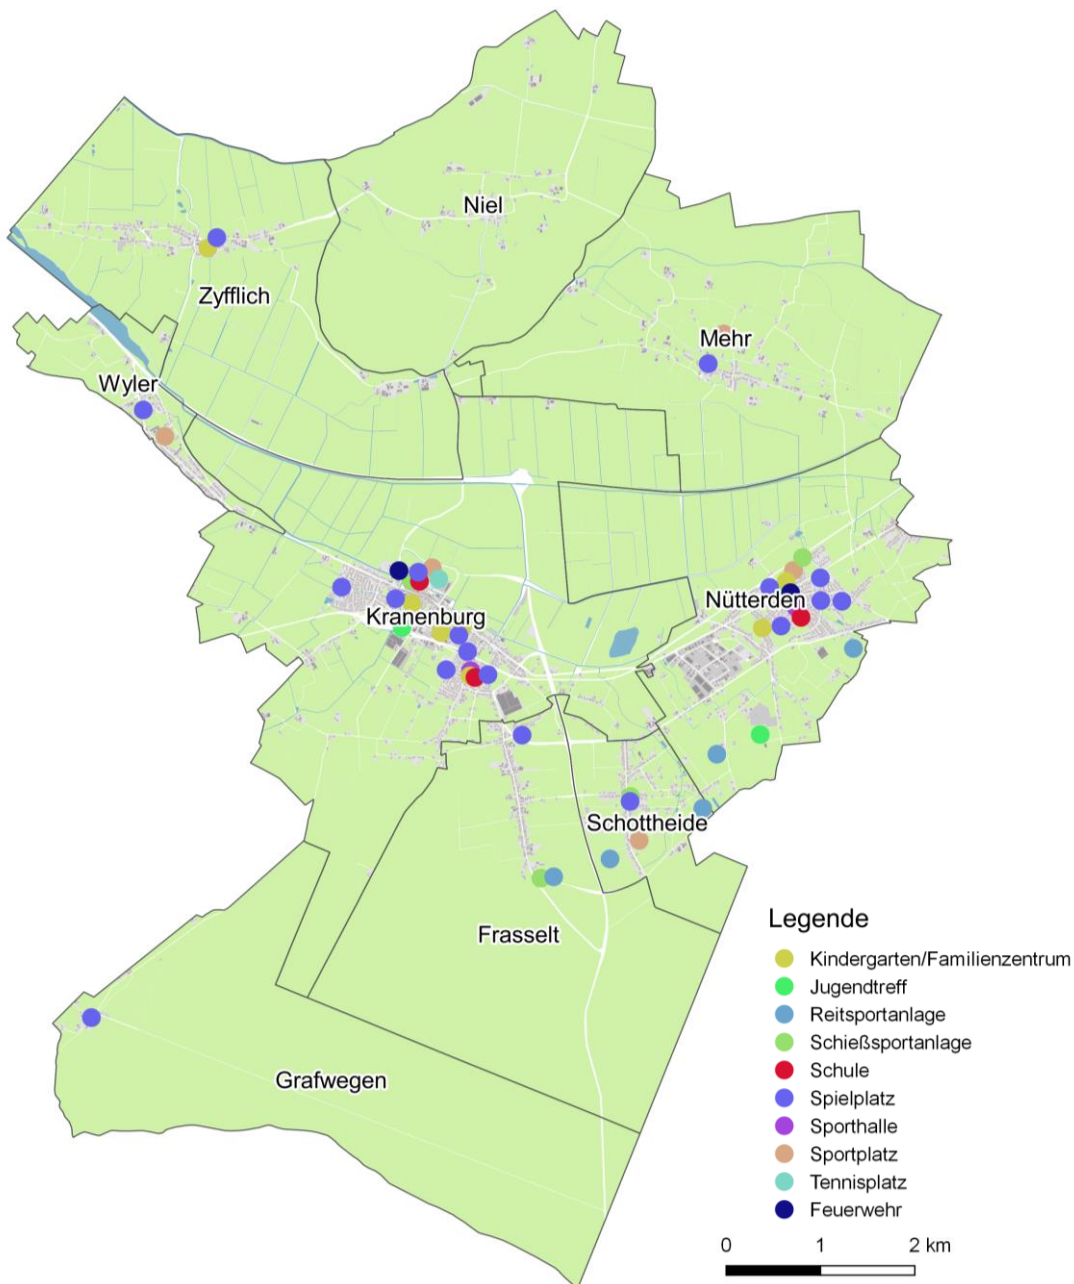 Niel
Zyfflich
Mehr
Wyler
Nütterden
Kranenburg
Schottheide
Frasselt
Grafwegen
Legende
Kindergarten/Familienzentrum
Jugendtreff
Reitsportanlage
Schießsportanlage
Schule
Spielplatz
Sporthalle
Sportplatz
Tennisplatz
Feuerwehr
0 1 2 km